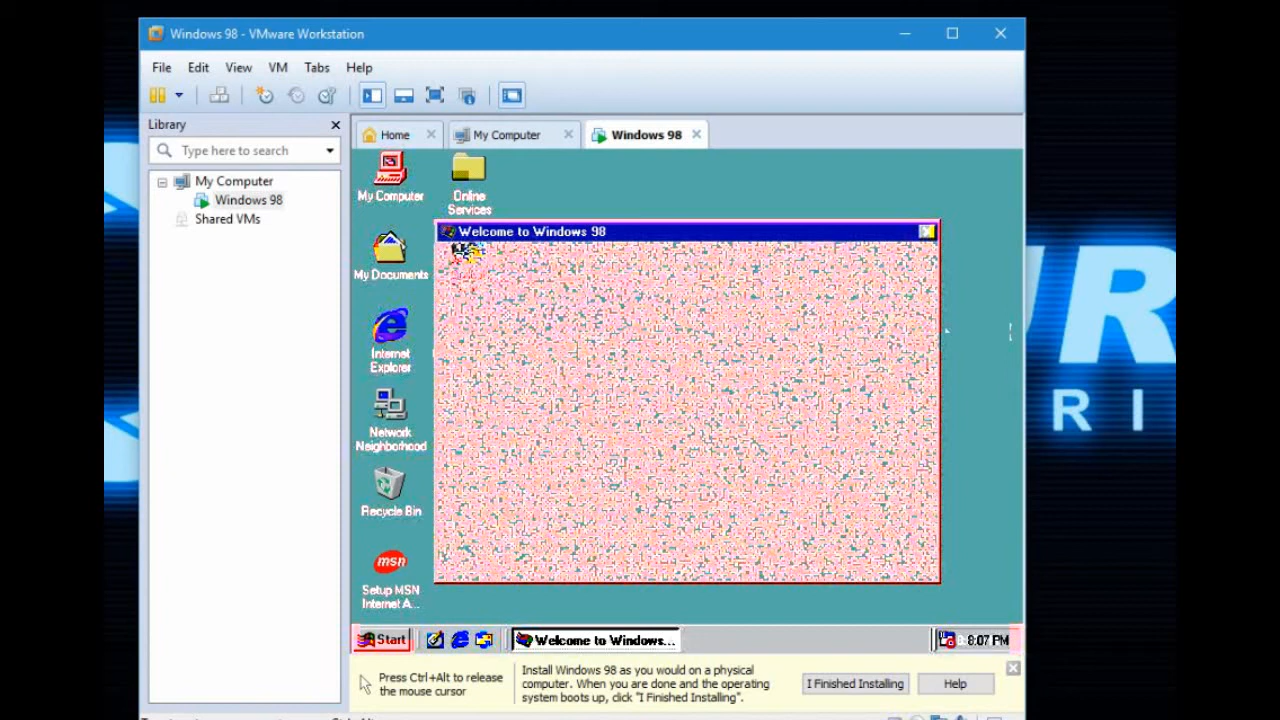 Windows 98 - VMware Workstation
File Edit View VM Tabs Help
Library
Type here to search
My Computer
Windows 98
Shared VMs
Home My Computer Windows 98
My Computer
Online
Services
My Documents
Internet
Explorer
Network
Neighborhood
Recycle Bin
msn
Setup MSN
Internet A...
Welcome to Windows 98
Start Welcome to Windows... 8:07 PM
Press Ctrl+Alt to release
the mouse cursor
Install Windows 98 as you would on a physical
computer. When you are done and the operating
system boots up, click "I Finished Installing".
I Finished Installing Help
R I